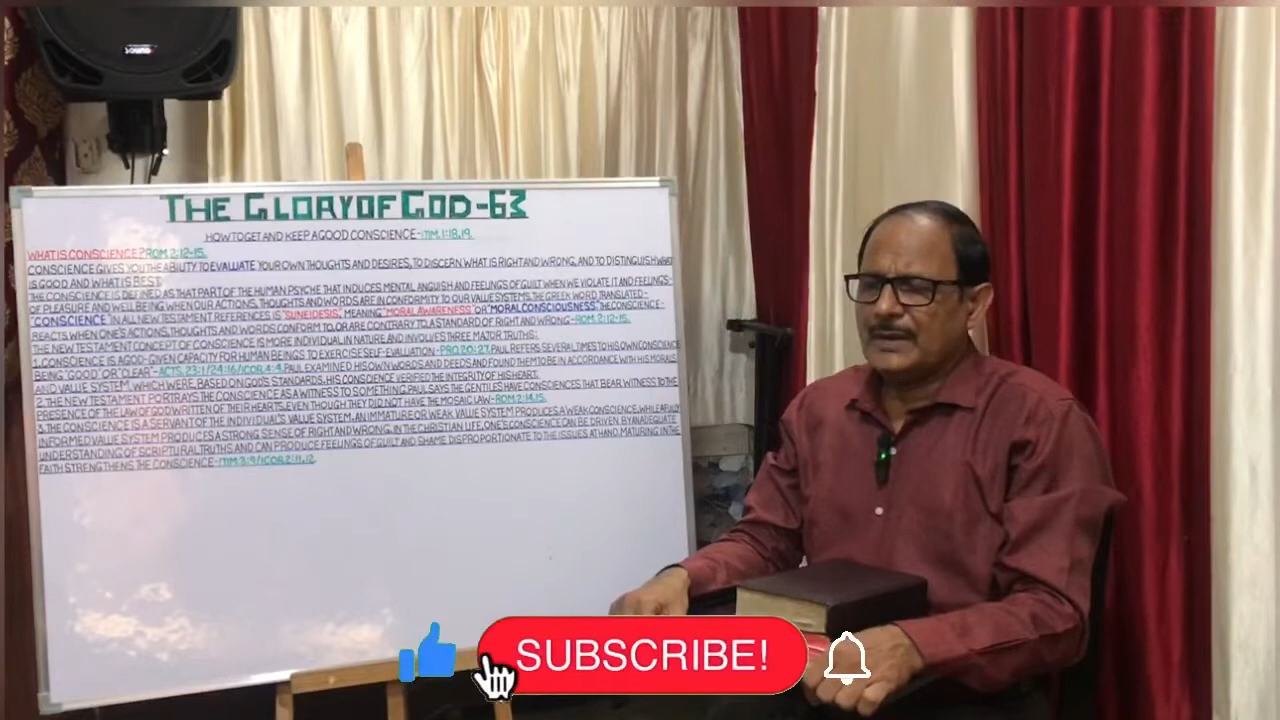 SOUND
THE GLORY OF GOD -63
HOW TO GET AND KEEP A GOOD CONSCIENCE-ITIM.1:18,19.
WHAT IS CONSCIENCE? ROM.2:12-15.
CONSCIENCE GIVES YOU THE ABILITY TO EVALUATE YOUR OWN THOUGHTS AND DESIRES, TO DISCERN WHAT IS RIGHT AND WRONG, AND TO DISTINGUISH WHAT
IS GOOD AND WHAT IS BEST.
THE CONSCIENCE IS DEFINED AS THAT PART OF THE HUMAN PSYCHE THAT INDUCES MENTAL ANGUISH AND FEELINGS OF GUILT WHEN WE VIOLATE IT AND FEELINGS-
OF PLEASURE AND WELL BEING WHEN OUR ACTIONS, THOUGHTS AND WORDS ARE IN CONFORMITY TO OUR VALUE SYSTEMS. THE GREEK WORD TRANSLATED-
"CONSCIENCE" IN ALL NEW TESTAMENT REFERENCES IS "SUNEIDESIS", MEANING "MORAL AWARENESS" OR "MORAL CONSCIOUSNESS". THE CONSCIENCE-
REACTS WHEN ONE'S ACTIONS, THOUGHTS AND WORDS CONFORM TO, OR ARE CONTRARY TO, A STANDARD OF RIGHT AND WRONG-ROM.2:12-15.
THE NEW TESTAMENT CONCEPT OF CONSCIENCE IS MORE INDIVIDUAL IN NATURE AND INVOLVES THREE MAJOR TRUTHS:
1. CONSCIENCE IS A GOD-GIVEN CAPACITY FOR HUMAN BEINGS TO EXERCISE SELF-EVALUATION-PRO.20:27. PAUL REFERS SEVERAL TIMES TO HIS OWN CONSCIENCE
BEING "GOOD" OR "CLEAR"-ACTS.23:1/24:16/ICOR.4:4. PAUL EXAMINED HIS OWN WORDS AND DEEDS AND FOUND THEM TO BE IN ACCORDANCE WITH HIS MORALS
AND VALUE SYSTEM, WHICH WERE, BASED ON GOD'S STANDARDS. HIS CONSCIENCE VERIFIED THE INTEGRITY OF HIS HEART.
2. THE NEW TESTAMENT PORTRAYS THE CONSCIENCE AS A WITNESS TO SOMETHING. PAUL SAYS THE GENTILES HAVE CONSCIENCES THAT BEAR WITNESS TO THE
PRESENCE OF THE LAW OF GOD WRITTEN OF THEIR HEARTS, EVEN THOUGH THEY DID NOT HAVE THE MOSAIC LAW-ROM.2:14,15.
3. THE CONSCIENCE IS A SERVANT OF THE INDIVIDUAL'S VALUE SYSTEM. AN IMMATURE OR WEAK VALUE SYSTEM PRODUCES A WEAK CONSCIENCE, WHILE A FULLY
INFORMED VALUE SYSTEM PRODUCES A STRONG SENSE OF RIGHT AND WRONG. IN THE CHRISTIAN LIFE, ONE'S CONSCIENCE CAN BE DRIVEN BY AN ADEQUATE
UNDERSTANDING OF SCRIPTURAL TRUTHS AND CAN PRODUCE FEELINGS OF GUILT AND SHAME DISPROPORTIONATE TO THE ISSUES AT HAND. MATURING IN THE
FAITH STRENGTHENS THE CONSCIENCE-ITIM.3:9/ICOR.2:11,12.
SUBSCRIBE!